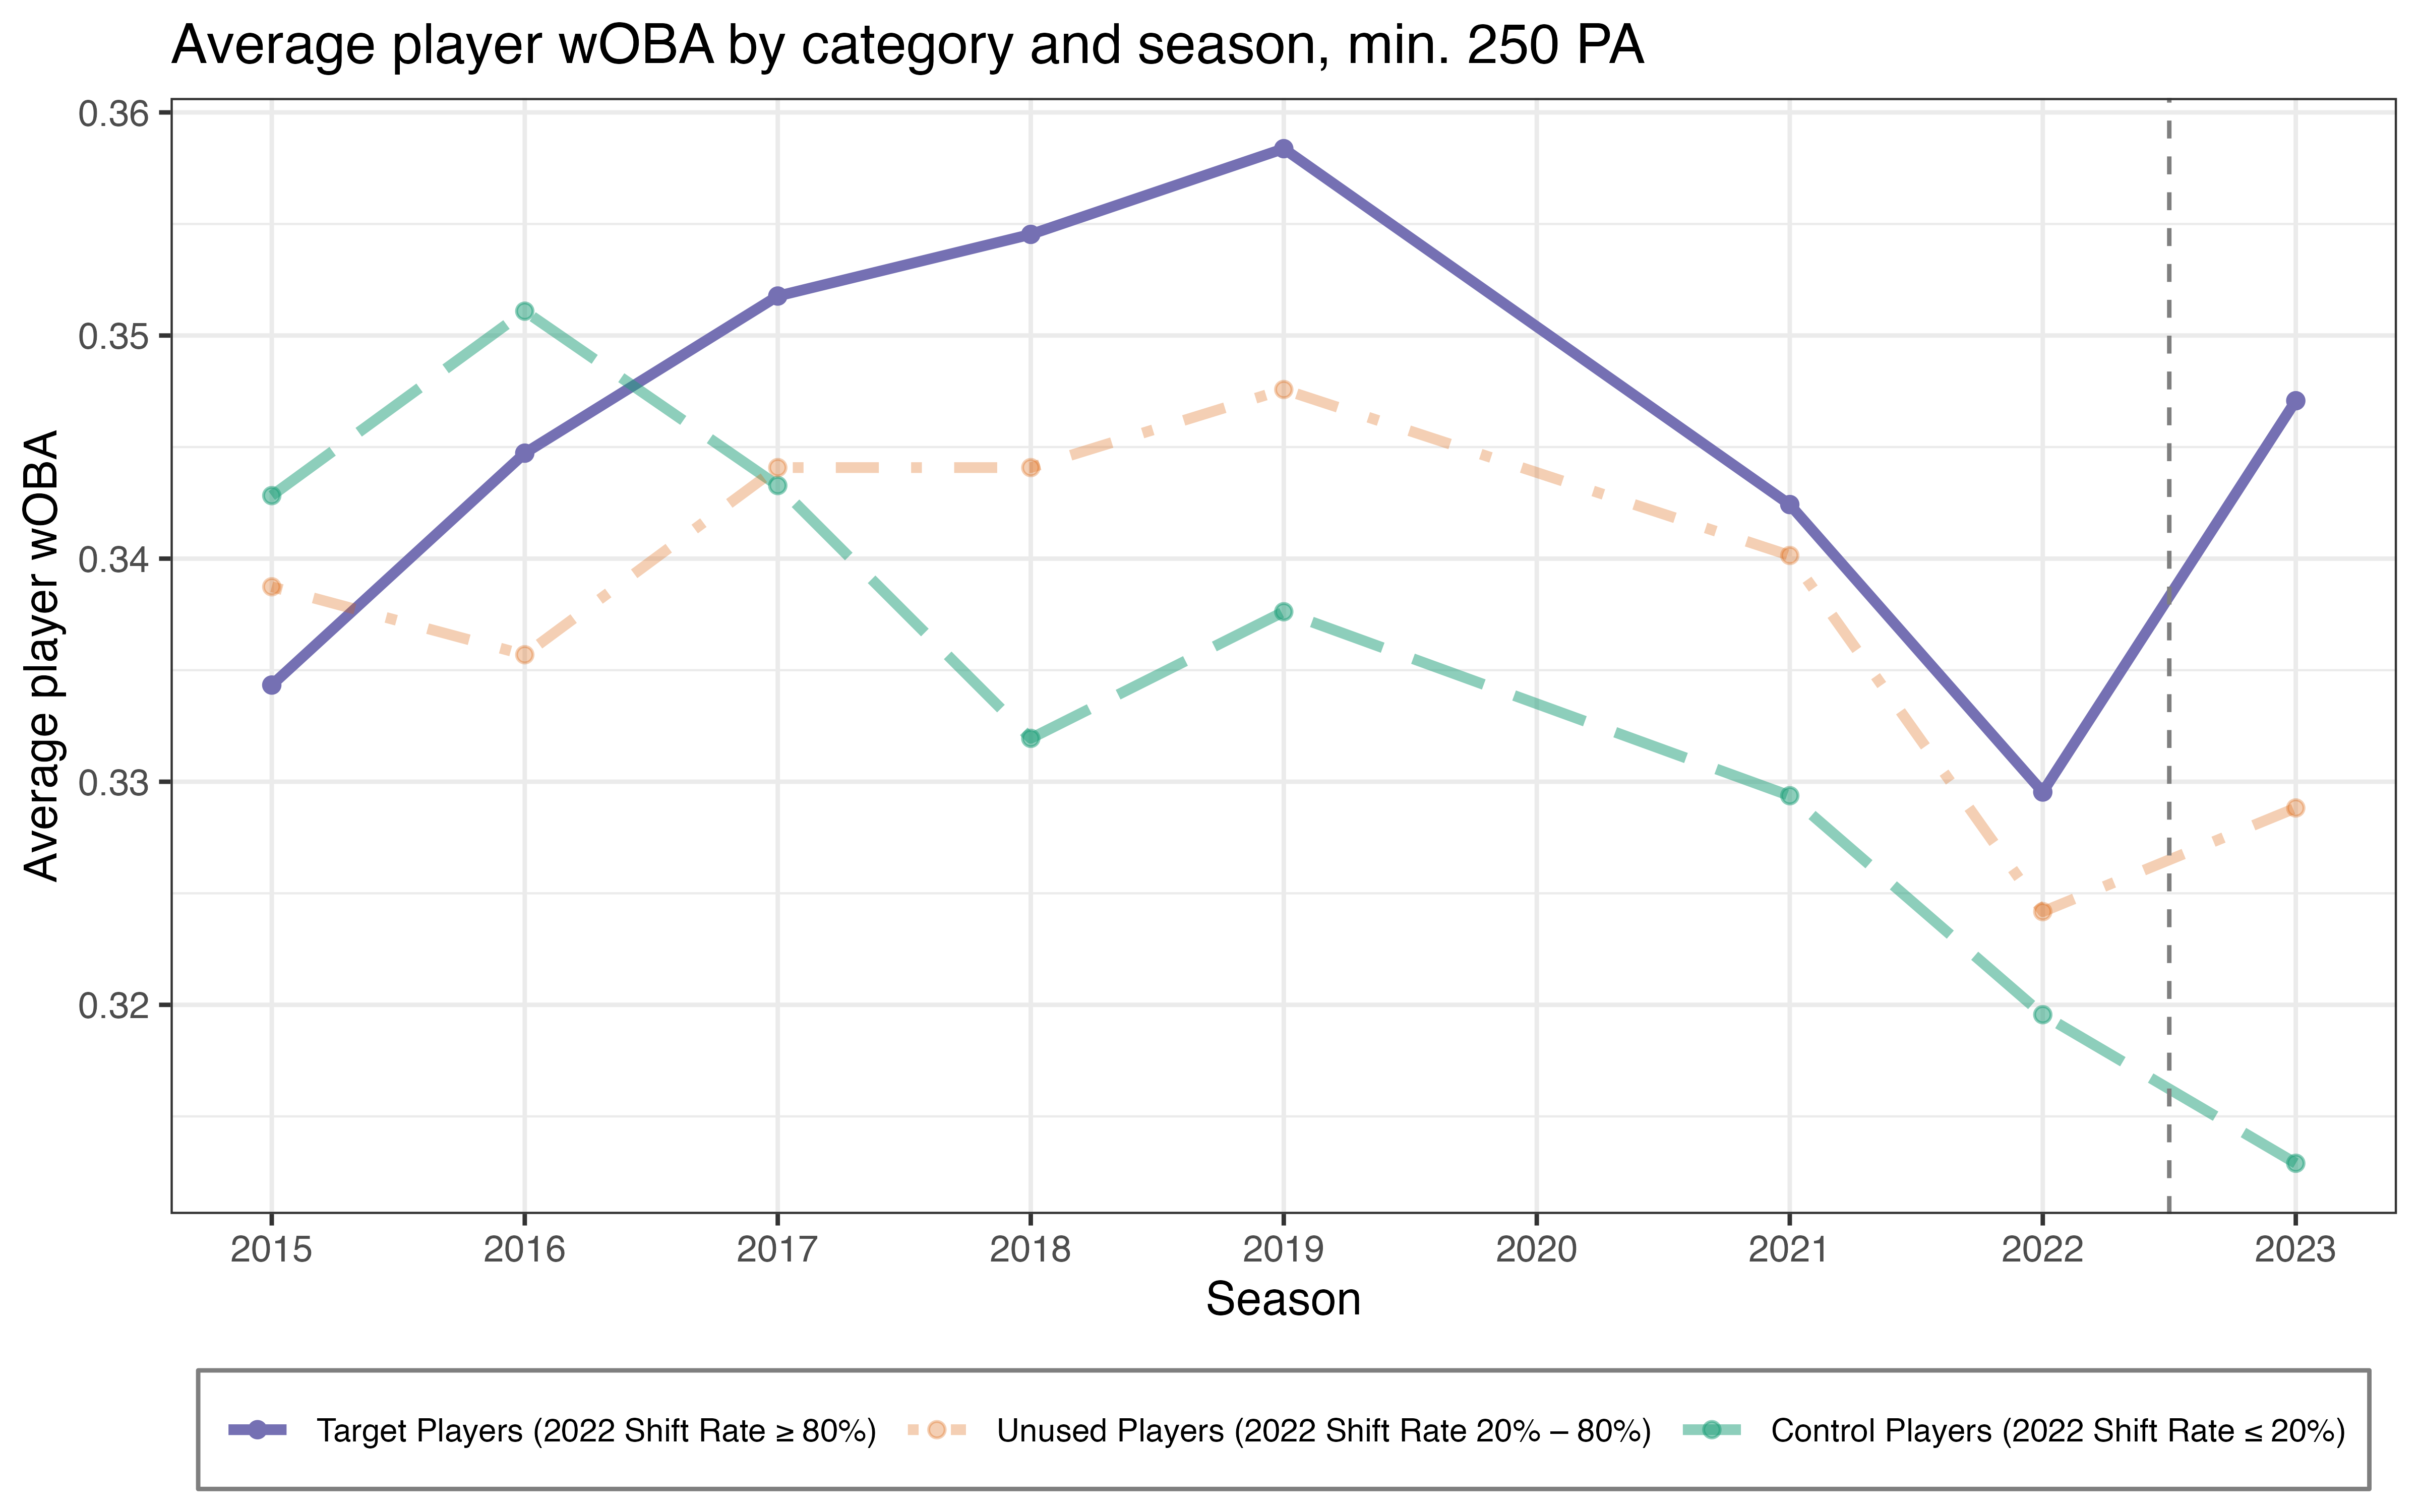 Average player wOBA by category and season, min. 250 PA
Average player wOBA
0.36
0.35
0.34
0.33
0.32
2015 2016 2017 2018 2019 2020 2021 2022 2023
Season
Target Players (2022 Shift Rate ≥ 80%) Unused Players (2022 Shift Rate 20% – 80%) Control Players (2022 Shift Rate ≤ 20%)